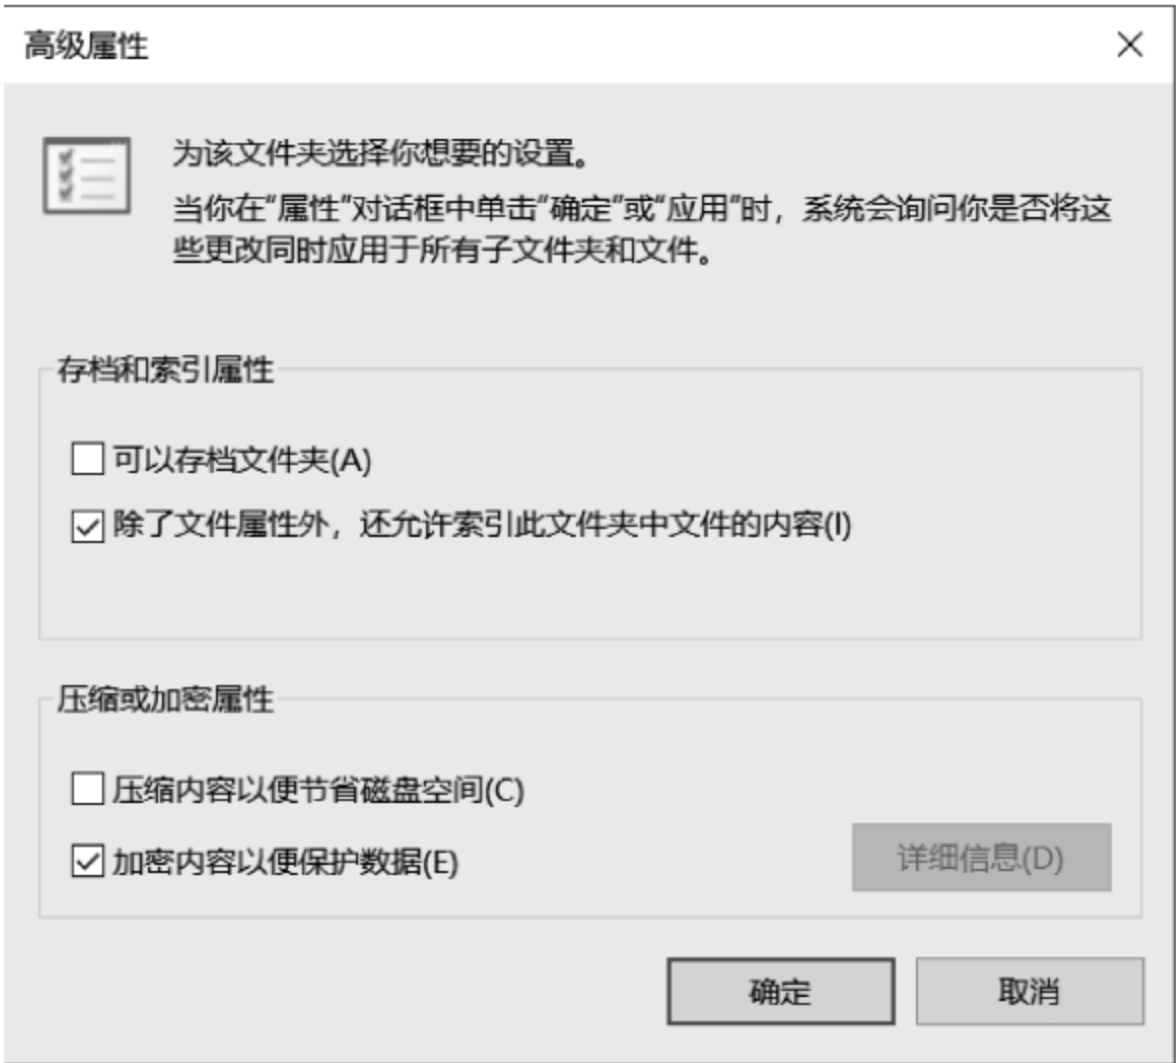 高级属性
为该文件夹选择你想要的设置。
当你在"属性"对话框中单击"确定"或"应用"时，系统会询问你是否将这
些更改同时应用于所有子文件夹和文件。
存档和索引属性
可以存档文件夹(A)
除了文件属性外，还允许索引此文件夹中文件的内容(I)
压缩或加密属性
压缩内容以便节省磁盘空间(C)
加密内容以便保护数据(E)
详细信息(D)
确定
取消